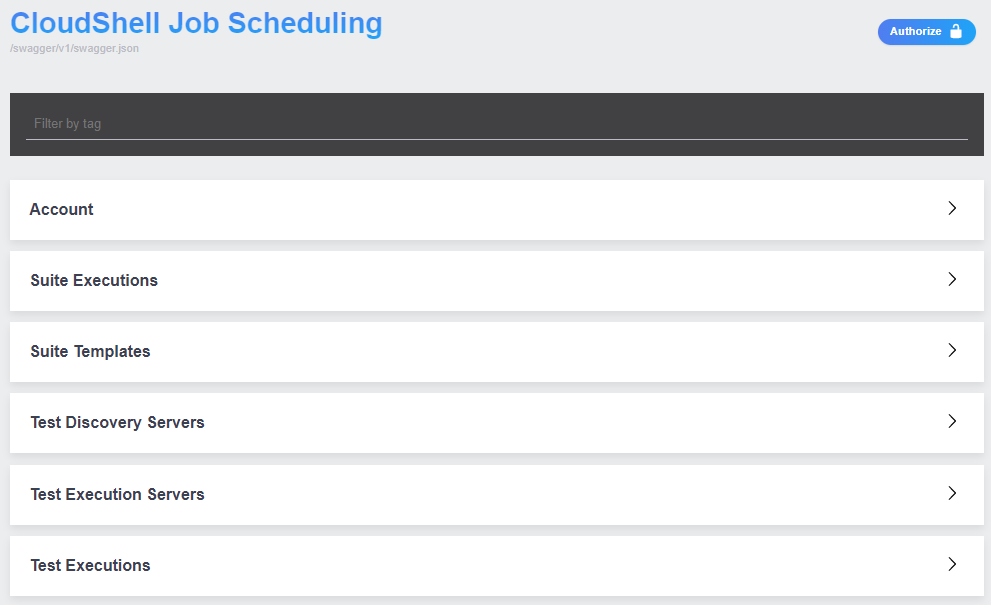 CloudShell Job Scheduling
/swagger/v1/swagger.json
Authorize
Filter by tag
Account
Suite Executions
Suite Templates
Test Discovery Servers
Test Execution Servers
Test Executions